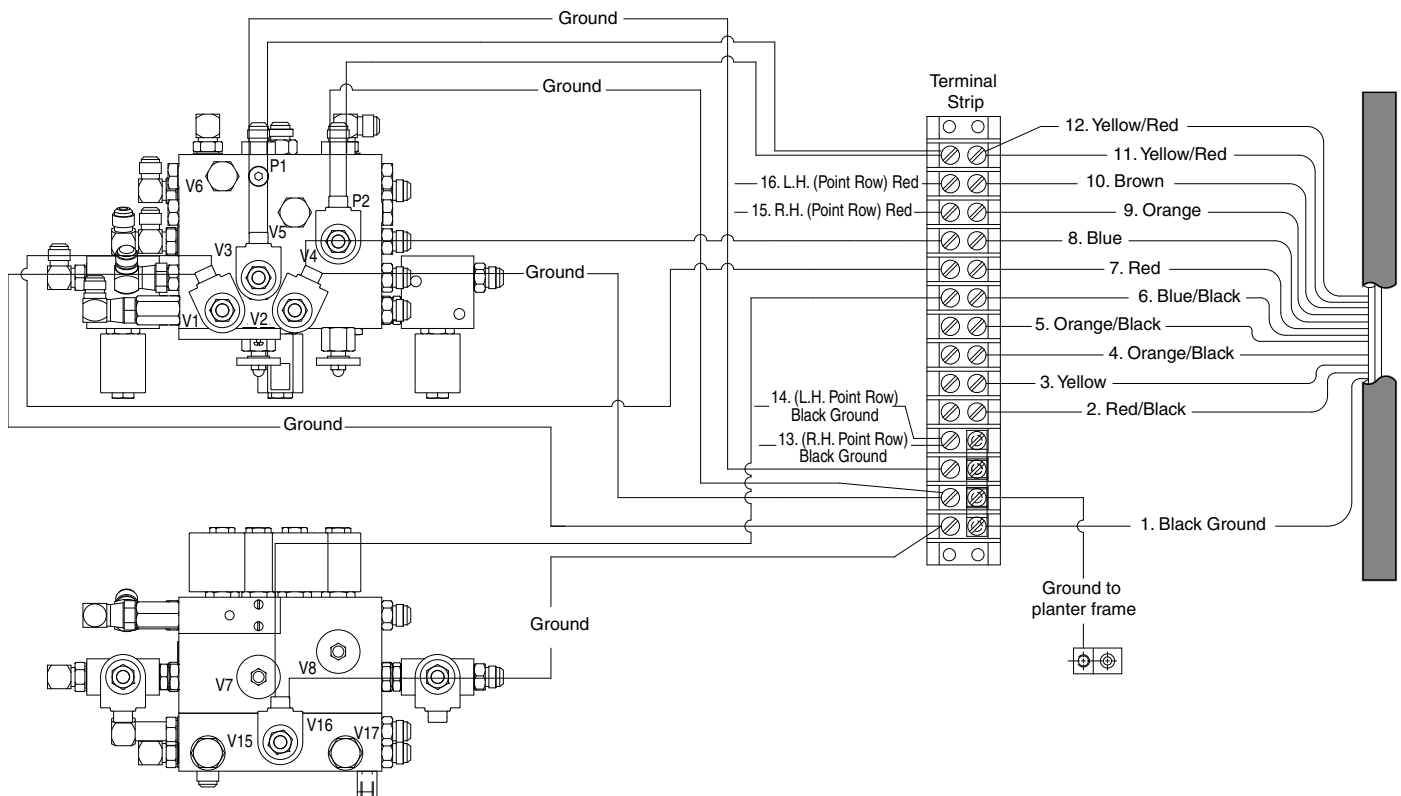 Ground
Ground
Terminal
Strip
12. Yellow/Red
11. Yellow/Red
16. L.H. (Point Row) Red
10. Brown
15. R.H. (Point Row) Red
9. Orange
8. Blue
7. Red
6. Blue/Black
5. Orange/Black
4. Orange/Black
3. Yellow
2. Red/Black
14. (L.H. Point Row)
Black Ground
13. (R.H. Point Row)
Black Ground
1. Black Ground
P1
V6
P2
V5
V3
V4
Ground
V1
V2
Ground
Ground to
planter frame
Ground
V8
V7
V16
V15
V17